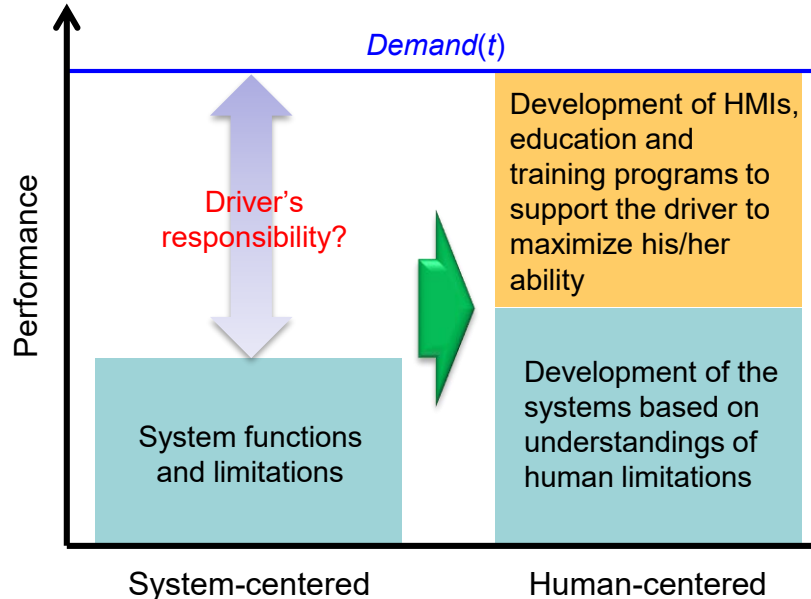 Demand(t)
Performance
Driver's
responsibility?
System functions
and limitations
Development of HMIs,
education and
training programs to
support the driver to
maximize his/her
ability
Development of the
systems based on
understandings of
human limitations
System-centered
Human-centered